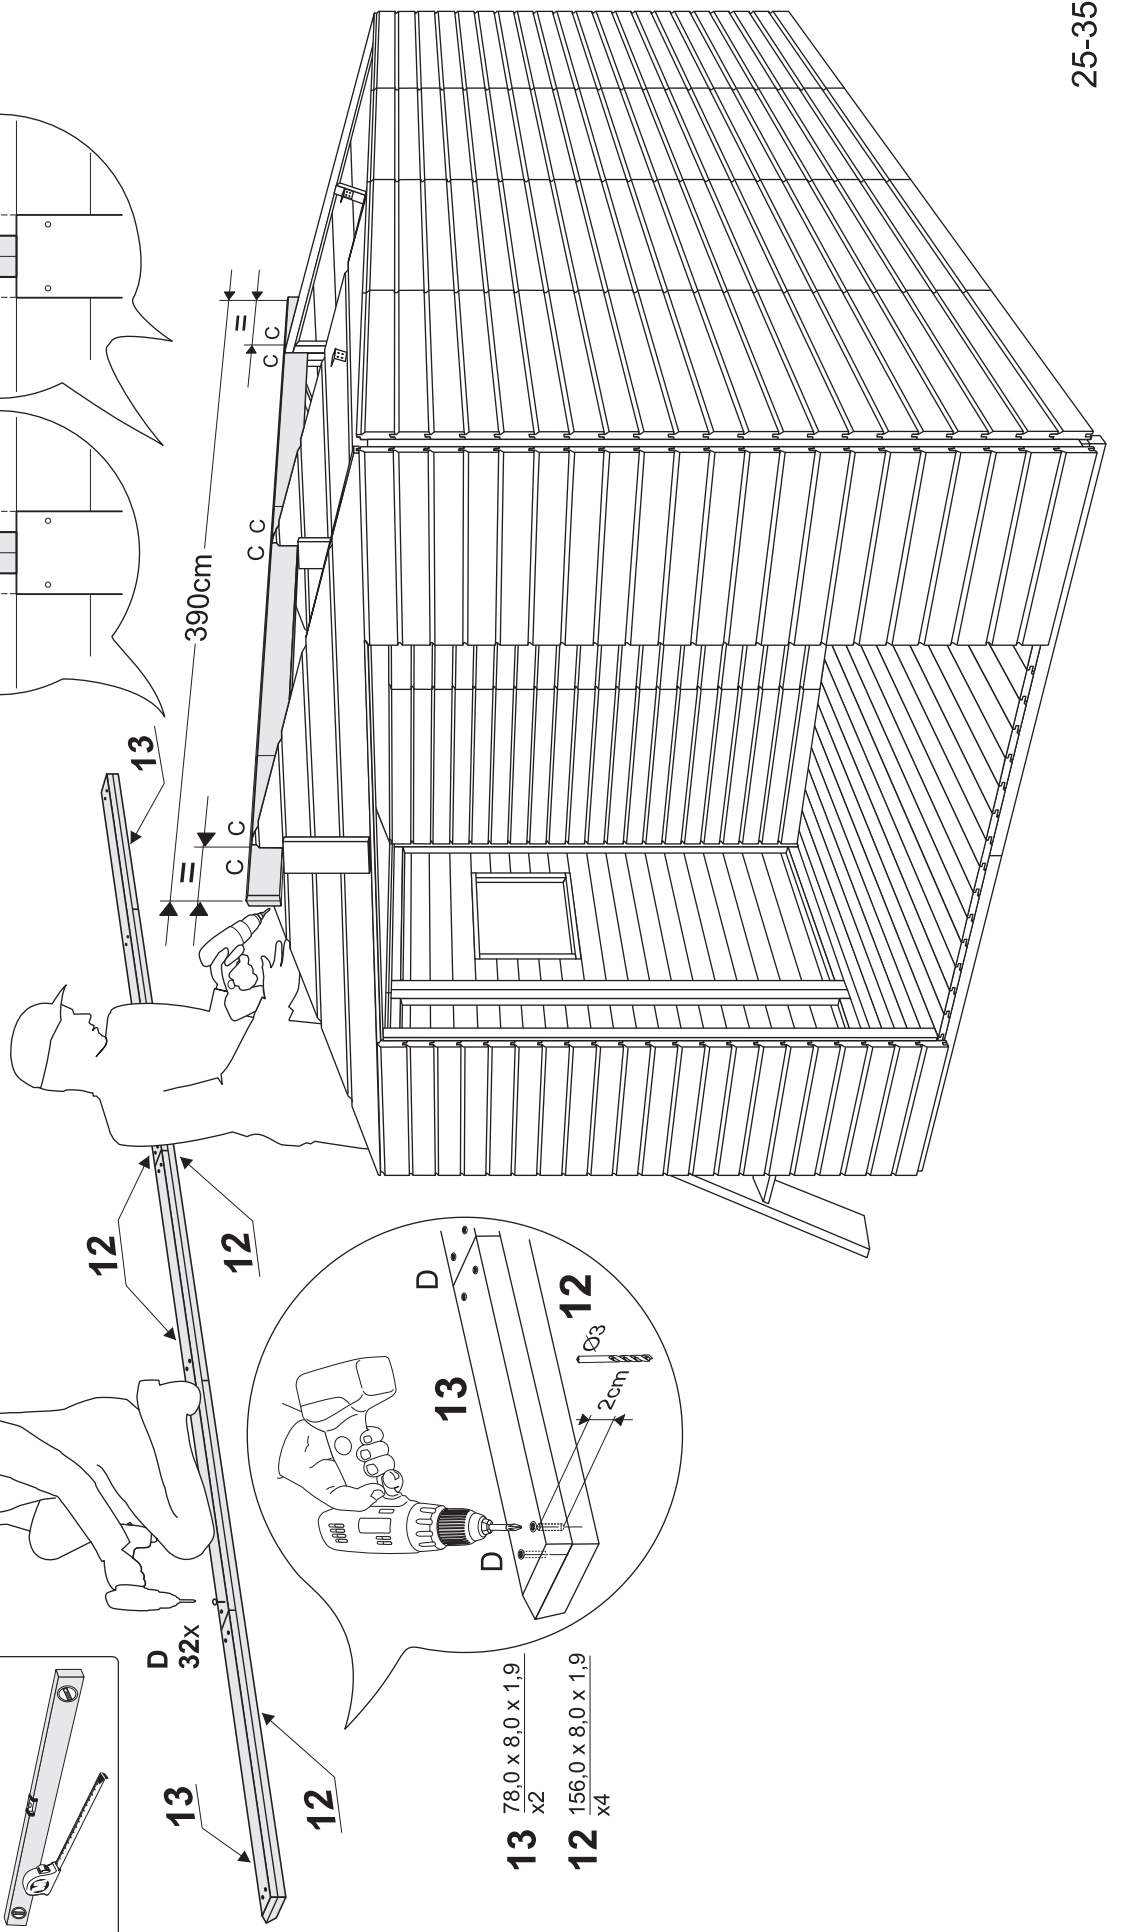 13
12
12
13
12
D
32x
390cm
=
=
C
C
C
C
C
C
D
13
D
12
Ø3
2cm
13 78,0 x 8,0 x 1,9
x2
12 156,0 x 8,0 x 1,9
x4
25-35